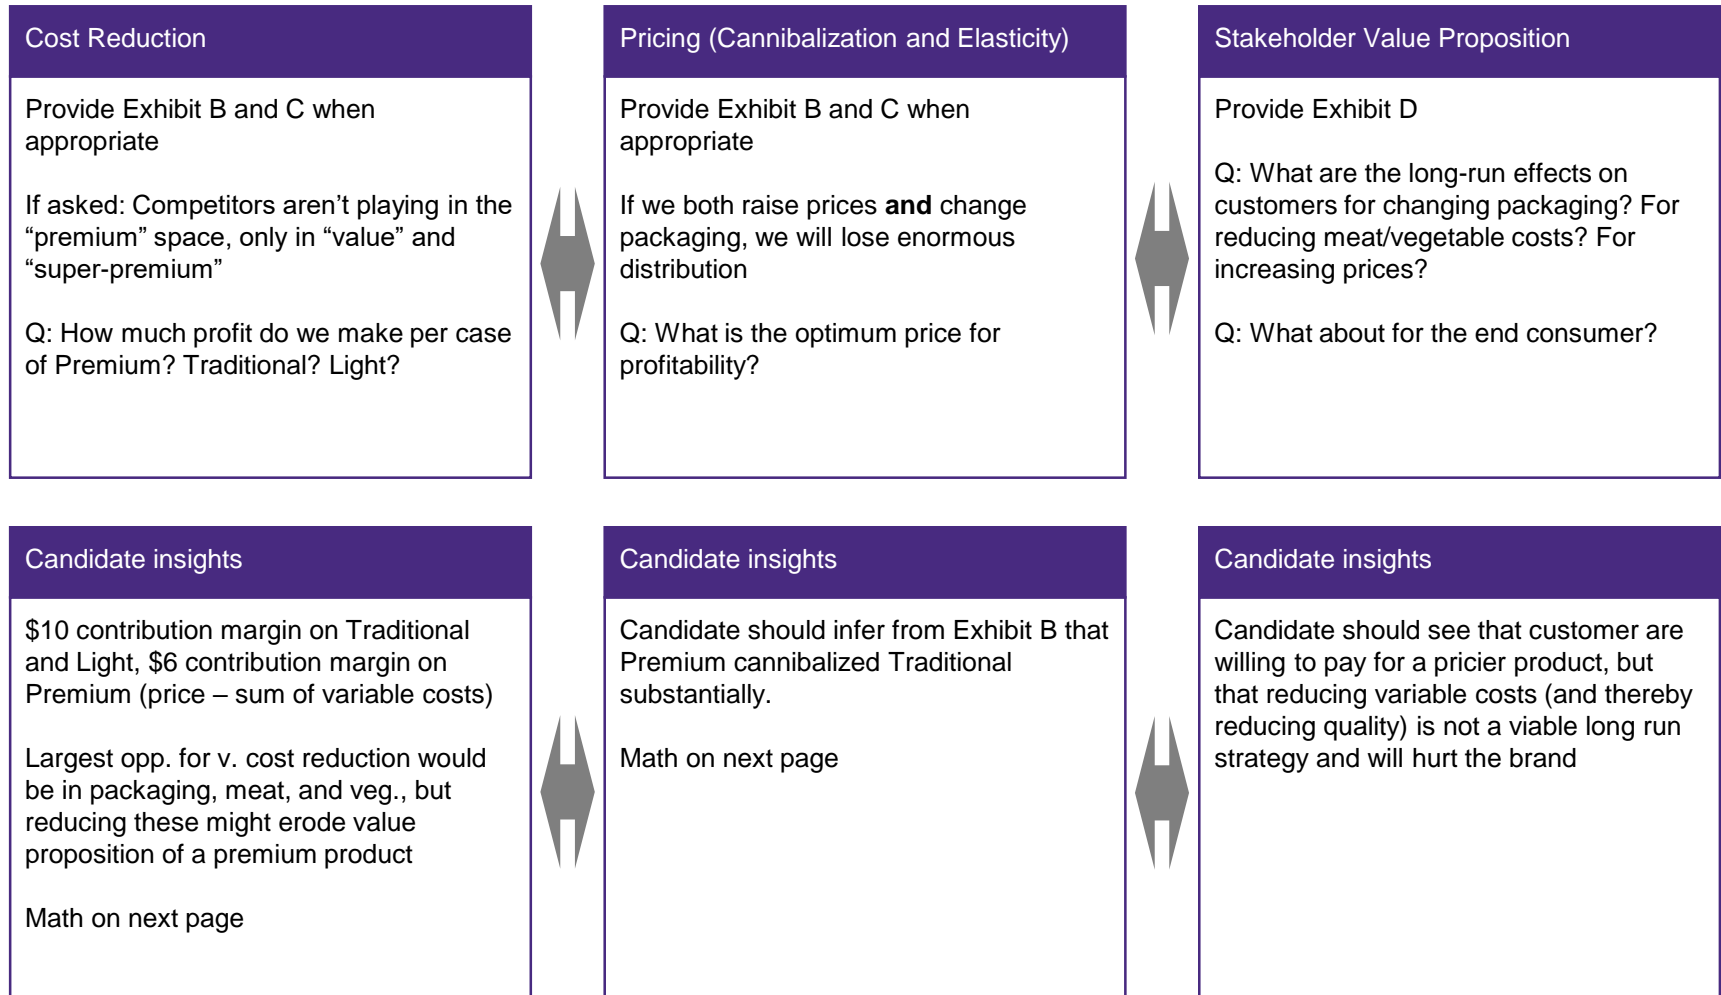 Cost Reduction
Provide Exhibit B and C when
appropriate
If asked: Competitors aren’t playing in the
“premium” space, only in “value” and
“super-premium”
Q: How much profit do we make per case
of Premium? Traditional? Light?
Pricing (Cannibalization and Elasticity)
Provide Exhibit B and C when
appropriate
If we both raise prices and change
packaging, we will lose enormous
distribution
Q: What is the optimum price for
profitability?
Stakeholder Value Proposition
Provide Exhibit D
Q: What are the long-run effects on
customers for changing packaging? For
reducing meat/vegetable costs? For
increasing prices?
Q: What about for the end consumer?
Candidate insights
$10 contribution margin on Traditional
and Light, $6 contribution margin on
Premium (price – sum of variable costs)
Largest opp. for v. cost reduction would
be in packaging, meat, and veg., but
reducing these might erode value
proposition of a premium product
Math on next page
Candidate insights
Candidate should infer from Exhibit B that
Premium cannibalized Traditional
substantially.
Math on next page
Candidate insights
Candidate should see that customer are
willing to pay for a pricier product, but
that reducing variable costs (and thereby
reducing quality) is not a viable long run
strategy and will hurt the brand